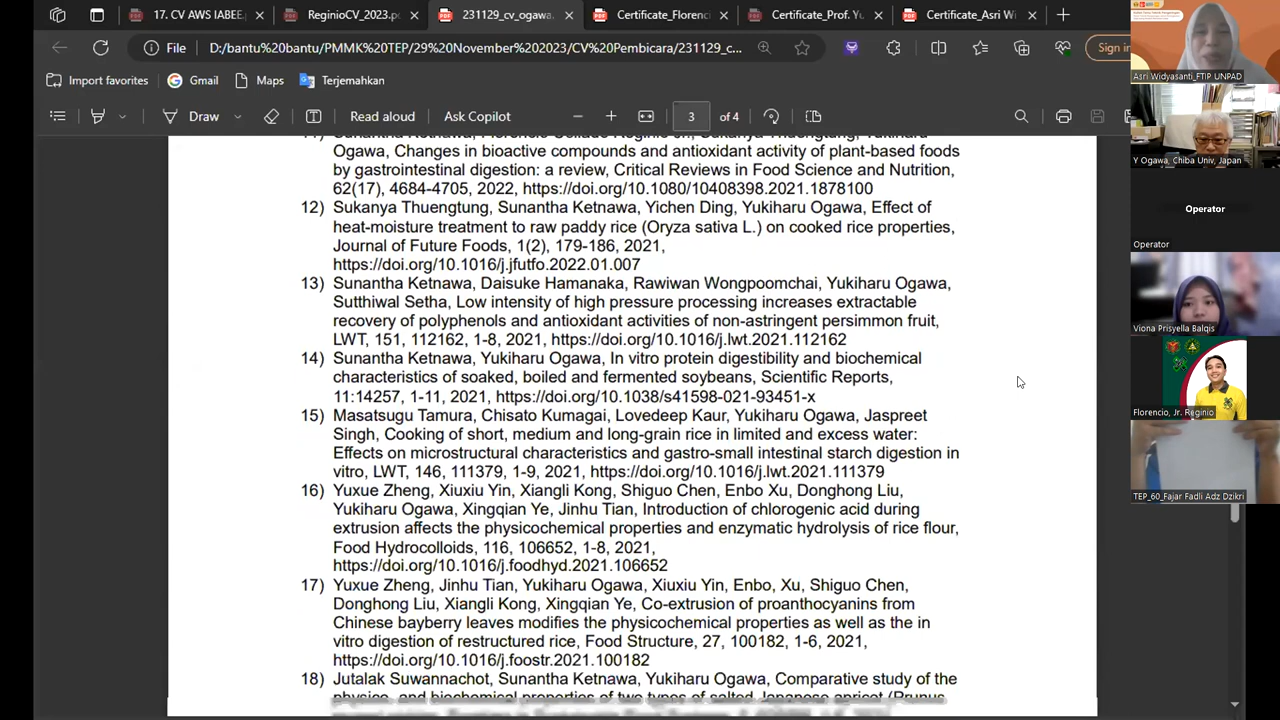 17. CV AWS IABEE.
Reginio
231129_cv
Certificate_Flore
Certificate_Prof. Yu
Certificate_Asri Wi
File
D:/bantu%20bantu/PMMK%20TEP/23%20November%202023/CV%20Pembicara/231129_c...
Sign in
Import favorites
Gmail
Maps
Terjemahkan
Draw
Read aloud
Ask Copilot
3
of 4
Ogawa, Changes in bioactive compounds and antioxidant activity of plant-based foods
by gastrointestinal digestion: a review, Critical Reviews in Food Science and Nutrition,
62(17), 4684-4705, 2022, https://doi.org/10.1080/10408398.2021.1878100
12) Sukanya Thuengtung, Sunantha Ketnawa, Yichen Ding, Yukiharu Ogawa, Effect of
heat-moisture treatment to raw paddy rice (Oryza sativa L.) on cooked rice properties,
Journal of Future Foods, 1(2), 179-186, 2021,
https://doi.org/10.1016/j.jfutfo.2022.01.007
13) Sunantha Ketnawa, Daisuke Hamanaka, Rawiwan Wongpoomchai, Yukiharu Ogawa,
Sutthiwal Setha, Low intensity of high pressure processing increases extractable
recovery of polyphenols and antioxidant activities of non-astringent persimmon fruit,
LWT, 151, 112162, 1-9, 2021, https://doi.org/10.1016/j.lwt.2021.112162
14) Sunantha Ketnawa, Yukiharu Ogawa, In vitro protein digestibility and biochemical
characteristics of soaked, boiled and fermented soybeans, Scientific Reports,
11:14257, 1-11, 2021, https://doi.org/10.1038/s41598-021-93451-x
15) Masatsugu Tamura, Chisato Kumagai, Lovedeep Kaur, Yukiharu Ogawa, Jaspreet
Singh, Cooking of short, medium and long-grain rice in limited and excess water:
Effects on microstructural characteristics and gastro-small intestinal starch digestion in
vitro, LWT, 146, 111379, 1-9, 2021, https://doi.org/10.1016/j.lwt.2021.111379
16) Yuxue Zheng, Xiuxiu Yin, Xiangli Kong, Shiguo Chen, Enbo Xu, Donghong Liu,
Yukiharu Ogawa, Xingqian Ye, Jinhu Tian, Introduction of chlorogenic acid during
extrusion affects the physicochemical properties and enzymatic hydrolysis of rice flour,
Food Hydrocolloids, 116, 106652, 1-8, 2021,
https://doi.org/10.1016/j.foodhyd.2021.106652
17) Yuxue Zheng, Jinhu Tian, Yukiharu Ogawa, Xiuxiu Yin, Enbo, Xu, Shiguo Chen,
Donghong Liu, Xiangli Kong, Xingqian Ye, Co-extrusion of proanthocyanins from
Chinese bayberry leaves modifies the physicochemical properties as well as the in
vitro digestion of restructured rice, Food Structure, 27, 100182, 1-6, 2021,
https://doi.org/10.1016/j.foostr.2021.100182
18) Jutalak Suwannachot, Sunantha Ketnawa, Yukiharu Ogawa, Comparative study of the
physico- and biochemical properties of two types of salted Japanese apricot (Prunus
Asri Widyasanti_FTIP UNPAD
Y Ogawa, Chiba Univ, Japan
Operator
Operator
Viona Prisyella Balqis
Florencio, Jr. Reginio
TEP_60_Fajar Fadli Adz Dzikri